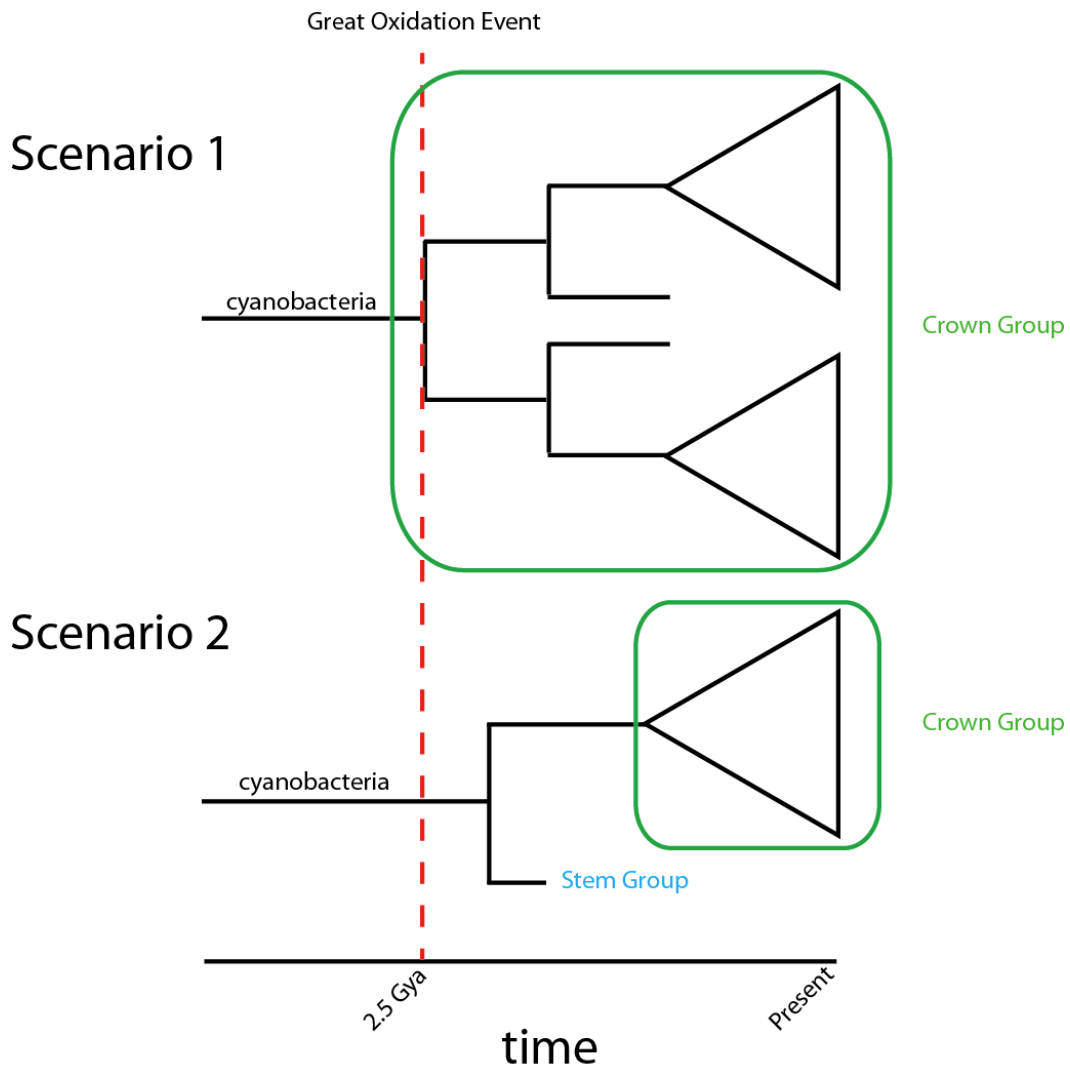 Great Oxidation Event
Scenario 1
cyanobacteria
Crown Group
Scenario 2
Crown Group
cyanobacteria
Stem Group
2.5 Gya
Present
time